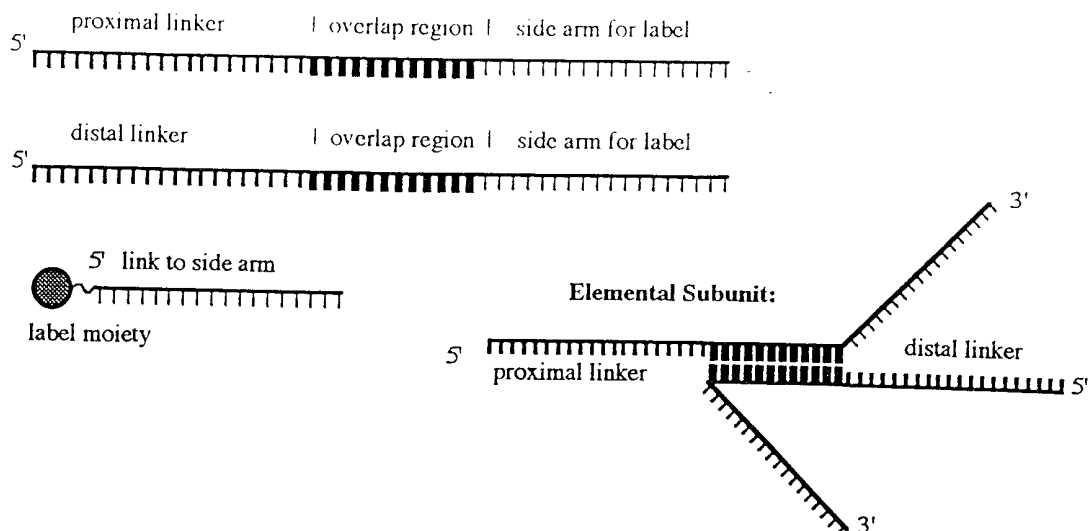 proximal linker | overlap region | side arm for label
5'
distal linker | overlap region | side arm for label
5'
5' link to side arm
label moiety
Elemental Subunit:
3'
5'
proximal linker
distal linker
5'
3'